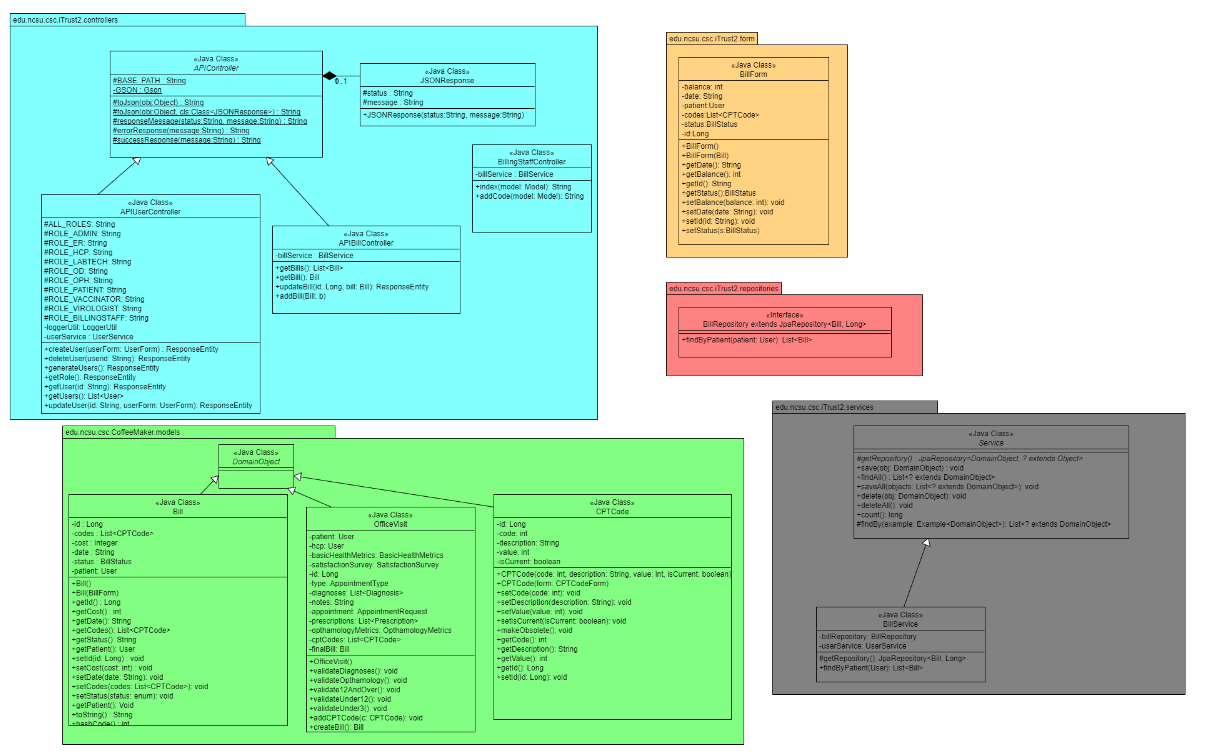 edu.ncsu.csc.iTrust2.controllers
«Java Class»
APIController
#BASE_PATH : String
-GSON : Gson
#toJson(obj:Object) : String
#toJson(obj:Object, cls:Class<JSONResponse>) : String
#responseMessage(status:String, message:String) : String
#errorResponse(message:String) : String
#successResponse(message:String) : String
0..1
«Java Class»
JSONResponse
#status : String
#message : String
+JSONResponse(status:String, message:String)
«Java Class»
BillingStaffController
-billService : BillService
+index(model: Model): String
+addCode(model: Model): String
«Java Class»
APIUserController
#ALL_ROLES: String
#ROLE_ADMIN: String
#ROLE_ER: String
#ROLE_HCP: String
#ROLE_LABTECH: String
#ROLE_OD: String
#ROLE_OPH: String
#ROLE_PATIENT: String
#ROLE_VACCINATOR: String
#ROLE_VIROLOGIST: String
#ROLE_BILLINGSTAFF: String
-loggerUtil: LoggerUtil
-userService : UserService
+createUser(userForm: UserForm) : ResponseEntity
+deleteUser(userid: String): ResponseEntity
+generateUsers(): ResponseEntity
+getRole(): ResponseEntity
+getUser(id: String): ResponseEntity
+getUsers(): List<User>
+updateUser(id: String, userForm: UserForm): ResponseEntity
«Java Class»
APIBillController
-billService : BillService
+getBills(): List<Bill>
+getBill(): Bill
+updateBill(id: Long, bill: Bill): ResponseEntity
+addBill(Bill: b)
edu.ncsu.csc.iTrust2.form
«Java Class»
BillForm
-balance: int
-date: String
-patient:User
-codes:List<CPTCode>
-status:BillStatus
-id:Long
+BillForm()
+BillForm(Bill)
+getDate(): String
+getBalance(): int
+getId(): String
+getStatus():BillStatus
+setBalance(balance: int): void
+setDate(date: String): void
+setId(id: String): void
+setStatus(s:BillStatus)
edu.ncsu.csc.iTrust2.repositories
«Interface»
BillRepository extends JpaRepository<Bill, Long>
+findByPatient(patient: User): List<Bill>
edu.ncsu.csc.iTrust2.services
«Java Class»
Service
#getRepository() : JpaRepository<DomainObject, ? extends Object>
+save(obj: DomainObject) : void
+findAll() : List<? extends DomainObject>
+saveAll(objects: List<? extends DomainObject>): void
+delete(obj: DomainObject): void
+deleteAll(): void
+count(): long
#findBy(example: Example<DomainObject>): List<? extends DomainObject>
«Java Class»
BillService
-billRepository: BillRepository
-userService: UserService
#getRepository(): JpaRepository<Bill, Long>
+findByPatient(User): List<Bill>
edu.ncsu.csc.CoffeeMaker.models
«Java Class»
DomainObject
«Java Class»
Bill
-id : Long
-codes : List<CPTCode>
-cost : Integer
-date : String
-status : BillStatus
-patient: User
+Bill()
+Bill(BillForm)
+getId() : Long
+getCost() : int
+getDate(): String
+getCodes(): List<CPTCode>
+getStatus(): String
+getPatient(): User
+setId(id: Long) : void
+setCost(cost: int) : void
+setDate(date: String): void
+setCodes(codes: List<CPTCode>): void
+setStatus(status: enum): void
+getPatient(): Void
+toString() : String
+hashCode() : int
«Java Class»
OfficeVisit
-patient: User
-hcp: User
-basicHealthMetrics: BasicHealthMetrics
-satisfactionSurvey: SatisfactionSurvey
-id: Long
-type: AppointmentType
-diagnoses: List<Diagnosis>
-notes: String
-appointment: AppointmentRequest
-prescriptions: List<Prescription>
-opthamologyMetrics: OpthamologyMetrics
-cptCodes: List<CPTCode>
-finalBill: Bill
+OfficeVisit()
+validateDiagnoses(): void
+validateOpthamology(): void
+validate12AndOver(): void
+validateUnder12(): void
+validateUnder3(): void
+addCPTCode(c: CPTCode): void
+createBill(): Bill
«Java Class»
CPTCode
-id: Long
-code: int
-description: String
-value: int
-isCurrent: boolean
+CPTCode(code: int, description: String, value: int, isCurrent: boolean)
+CPTCode(form: CPTCodeForm)
+setCode(code: int): void
+setDescription(description: String): void
+setValue(value: int): void
+setIsCurrent(isCurrent: boolean): void
+makeObsolete(): void
+getCode(): int
+getDescription(): String
+getValue(): int
+getId(): Long
+setId(id: Long): void